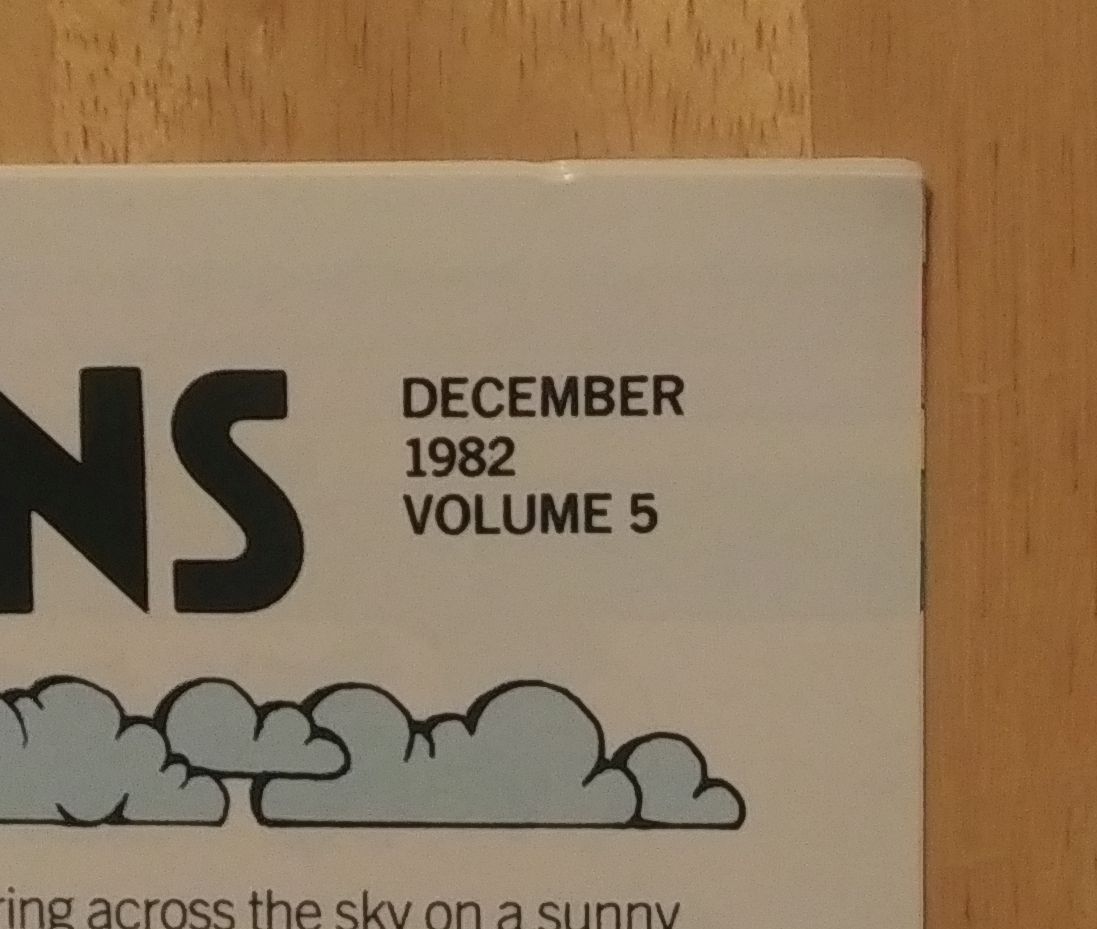 NS
DECEMBER
1982
VOLUME 5
ring across the sky on a sunny